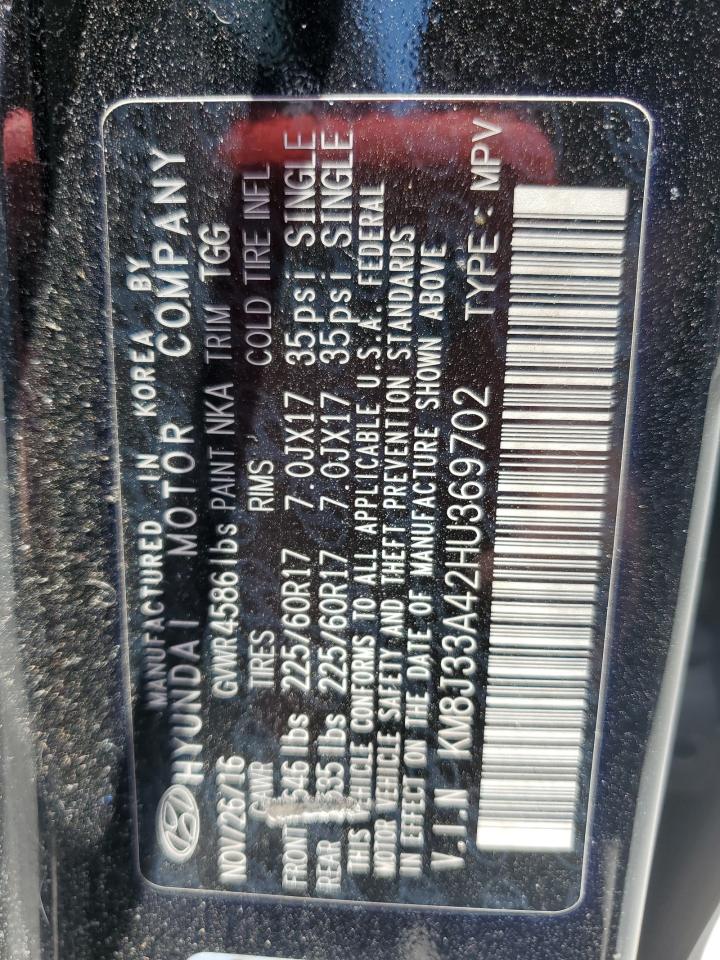 MANUFACTURED IN KOREA BY
HYUNDAI MOTOR COMPANY
NOV/26/16 GVWR 4586 lbs PAINT NKA TRIM TGG
GAWR TIRES RIMS COLD TIRE INFL
FRONT lbs 225/60R17 7.0JX17 35psi SINGLE
REAR lbs 225/60R17 7.0JX17 35psi SINGLE
THIS VEHICLE CONFORMS TO ALL APPLICABLE U.S.A. FEDERAL
MOTOR VEHICLE SAFETY AND THEFT PREVENTION STANDARDS
IN EFFECT ON THE DATE OF MANUFACTURE SHOWN ABOVE
V.I.N KM8J33A42HU369702 TYPE : MPV